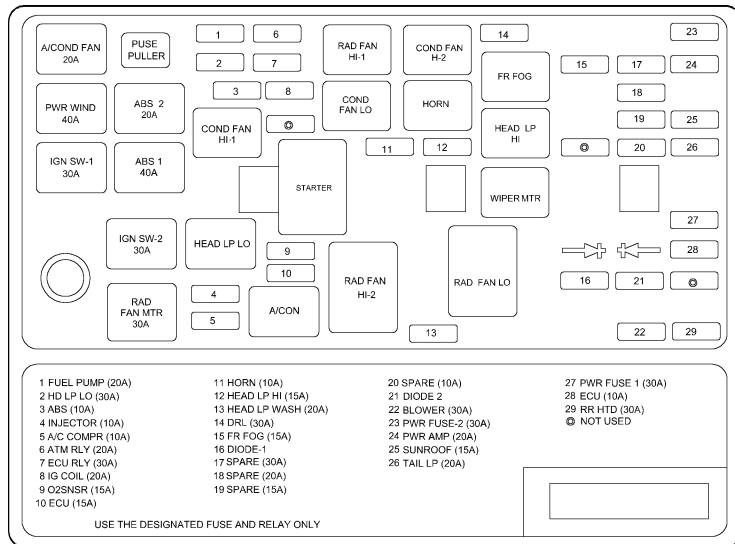 A/COND FAN
20A
PUSE
PULLER
1
6
RAD FAN
HI-1
COND FAN
H-2
14
23
2
7
FR FOG
15
17
24
PWR WIND
40A
ABS 2
20A
3
8
COND
FAN LO
HORN
18
COND FAN
HI-1
HEAD LP
HI
19
25
IGN SW-1
30A
ABS 1
40A
11
12
20
26
STARTER
WIPER MTR
IGN SW-2
30A
HEAD LP LO
27
9
28
10
RAD FAN
HI-2
RAD FAN LO
16
21
RAD
FAN MTR
30A
4
5
A/CON
13
22
29
1 FUEL PUMP (20A)
2 HD LP LO (30A)
3 ABS (10A)
4 INJECTOR (10A)
5 A/C COMPR (10A)
6 ATM RLY (20A)
7 ECU RLY (30A)
8 IG COIL (20A)
9 O2SNSR (15A)
10 ECU (15A)
11 HORN (10A)
12 HEAD LP HI (15A)
13 HEAD LP WASH (20A)
14 DRL (30A)
15 FR FOG (15A)
16 DIODE-1
17 SPARE (30A)
18 SPARE (20A)
19 SPARE (15A)
20 SPARE (10A)
21 DIODE 2
22 BLOWER (30A)
23 PWR FUSE-2 (30A)
24 PWR AMP (20A)
25 SUNROOF (15A)
26 TAIL LP (20A)
27 PWR FUSE 1 (30A)
28 ECU (10A)
29 RR HTD (30A)
◎ NOT USED
USE THE DESIGNATED FUSE AND RELAY ONLY